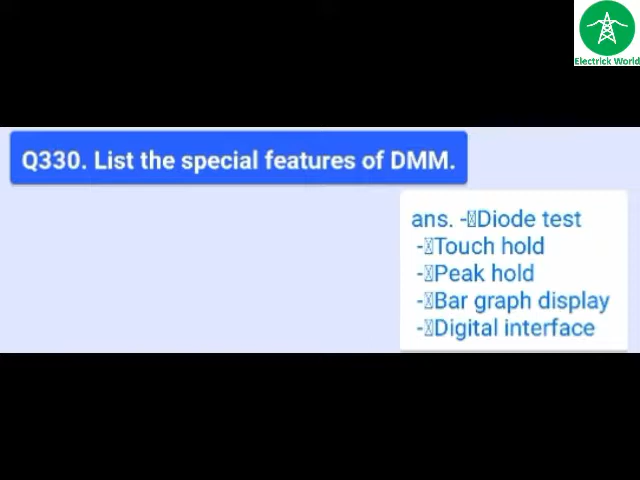 Electrick World
Q330. List the special features of DMM.
ans. -Diode test
-Touch hold
-Peak hold
-Bar graph display
-Digital interface